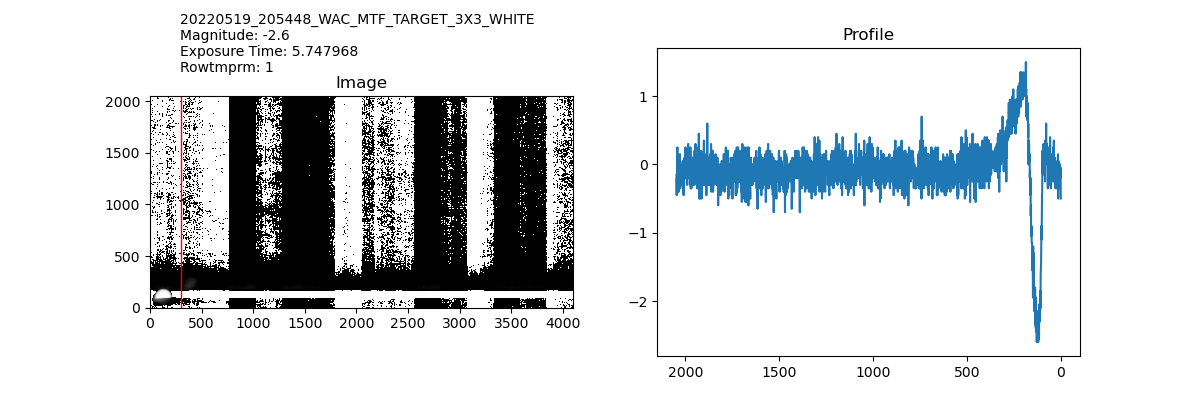 20220519_205448_WAC_MTF_TARGET_3X3_WHITE
Magnitude: -2.6
Exposure Time: 5.747968
Rowtmprm: 1
Image
2000
1500
1000
500
0
0 500 1000 1500 2000 2500 3000 3500 4000
Profile
1
0
−1
−2
2000 1500 1000 500 0